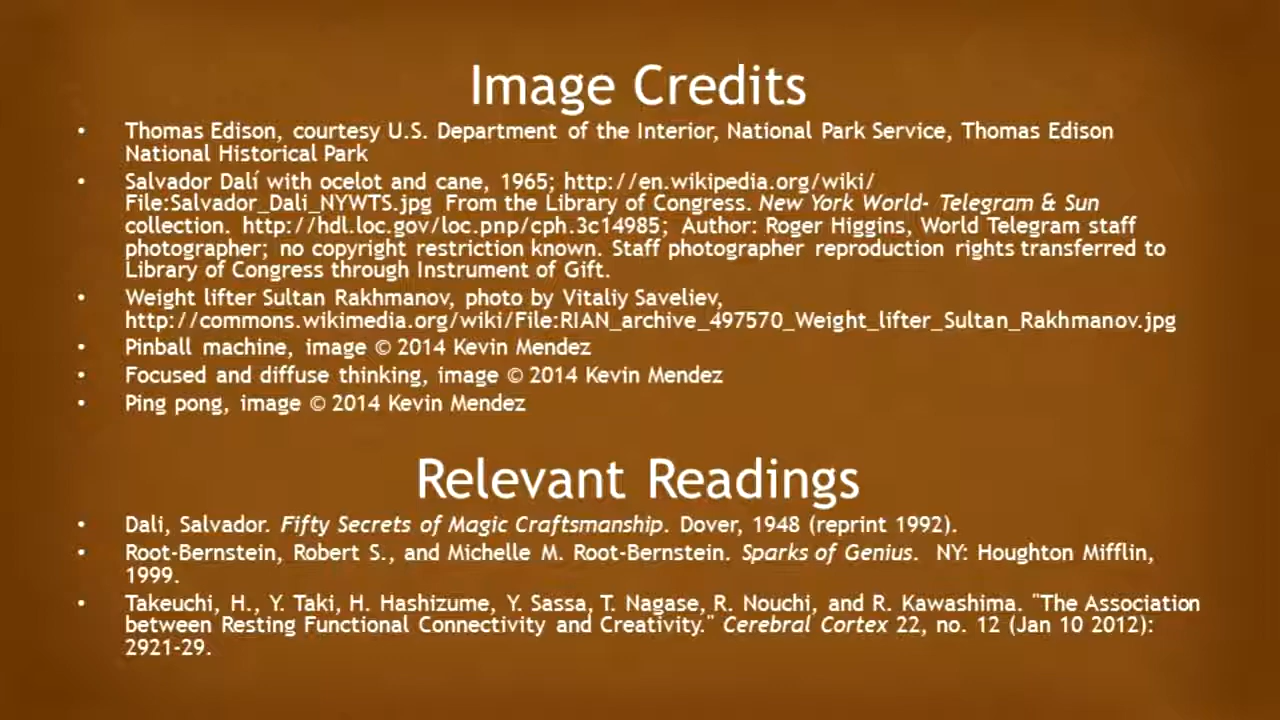 Image Credits
• Thomas Edison, courtesy U.S. Department of the Interior, National Park Service, Thomas Edison
National Historical Park
• Salvador Dalí with ocelot and cane, 1965; http://en.wikipedia.org/wiki/
File:Salvador_Dali_NYWTS.jpg From the Library of Congress. New York World- Telegram & Sun
collection. http://hdl.loc.gov/loc.pnp/cph.3c14985; Author: Roger Higgins, World Telegram staff
photographer; no copyright restriction known. Staff photographer reproduction rights transferred to
Library of Congress through Instrument of Gift.
• Weight lifter Sultan Rakhmanov, photo by Vitaliy Saveliev,
http://commons.wikimedia.org/wiki/File:RIAN_archive_497570_Weight_lifter_Sultan_Rakhmanov.jpg
• Pinball machine, image © 2014 Kevin Mendez
• Focused and diffuse thinking, image © 2014 Kevin Mendez
• Ping pong, image © 2014 Kevin Mendez
Relevant Readings
• Dali, Salvador. Fifty Secrets of Magic Craftsmanship. Dover, 1948 (reprint 1992).
• Root-Bernstein, Robert S., and Michelle M. Root-Bernstein. Sparks of Genius. NY: Houghton Mifflin,
1999.
• Takeuchi, H., Y. Taki, H. Hashizume, Y. Sassa, T. Nagase, R. Nouchi, and R. Kawashima. "The Association
between Resting Functional Connectivity and Creativity." Cerebral Cortex 22, no. 12 (Jan 10 2012):
2921-29.